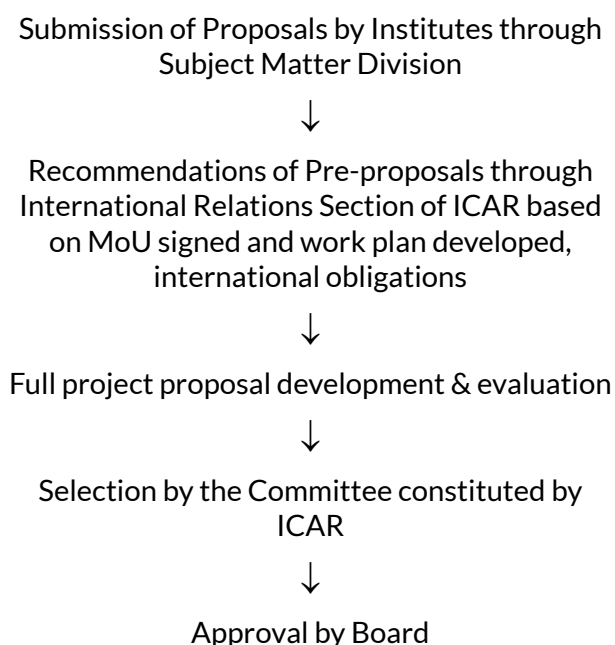 Submission of Proposals by Institutes through
Subject Matter Division
↓
Recommendations of Pre-proposals through
International Relations Section of ICAR based
on MoU signed and work plan developed,
international obligations
↓
Full project proposal development & evaluation
↓
Selection by the Committee constituted by
ICAR
↓
Approval by Board